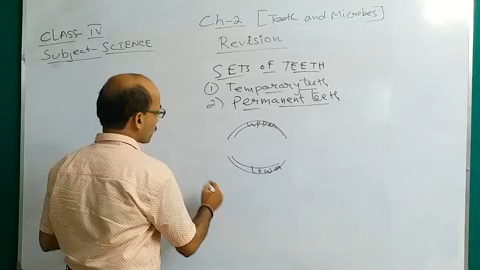 CLASS-IV
Subject-SCIENCE
Ch-2 [Tooth and Microbes]
Revision
SETS OF TEETH
① Temporary teeth
2) Permanent teeth
upper
Lower